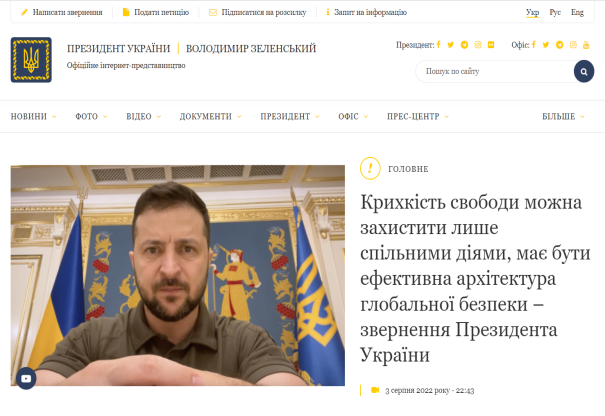 Написати звернення
Подати петицію
Підписатися на розсилку
Запит на інформацію
Укр Рус Eng
ПРЕЗИДЕНТ УКРАЇНИ
ВОЛОДИМИР ЗЕЛЕНСЬКИЙ
Офіційне інтернет-представництво
Президент:
Офіс:
Пошук по сайту
НОВИНИ
ФОТО
ВІДЕО
ДОКУМЕНТИ
ПРЕЗИДЕНТ
ОФІС
ПРЕС-ЦЕНТР
БІЛЬШЕ
ГОЛОВНЕ
Крихкість свободи можна
захистити лише
спільними діями, має бути
ефективна архітектура
глобальної безпеки –
звернення Президента
України
3 серпня 2022 року - 22:43